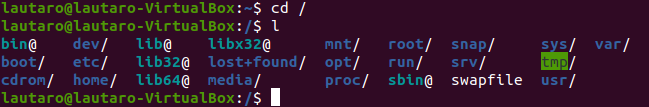 lautaro@lautaro-VirtualBox:~$ cd /
lautaro@lautaro-VirtualBox:/$ l
bin@ dev/ lib@ libx32@ mnt/ root/ snap/ sys/ var/
boot/ etc/ lib32@ lost+found/ opt/ run/ srv/ tmp/
cdrom/ home/ lib64@ media/ proc/ sbin@ swapfile usr/
lautaro@lautaro-VirtualBox:/$